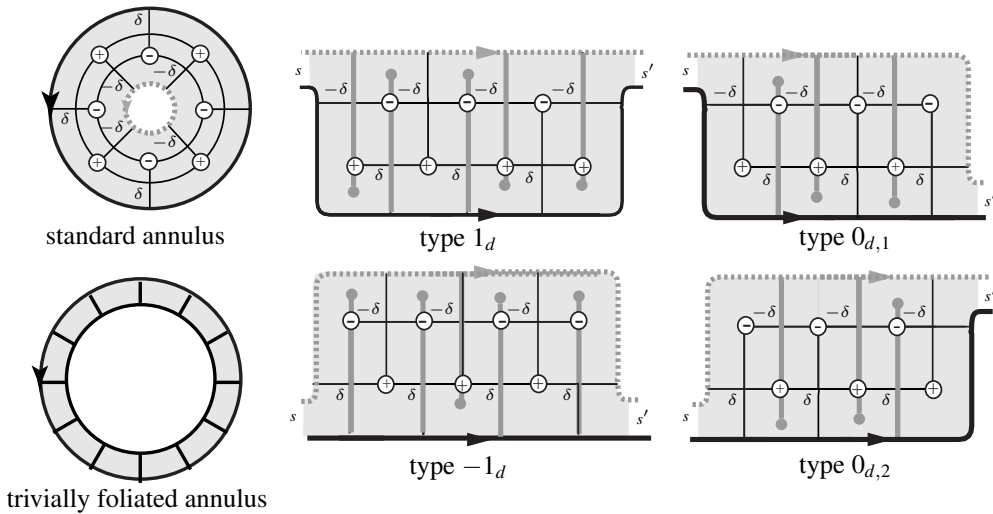 δ
+ − +
−δ −δ
− −
δ −δ −δ
+ − +
δ
standard annulus
s s′
−δ −δ −δ
− − −
+ + + +
δ δ δ
type 1_d
s
−δ −δ −δ
− − −
+ + +
δ δ
s′
type 0_{d,1}
trivially foliated annulus
−δ −δ −δ
− − − −
+ + +
δ δ δ δ
s s′
type −1_d
s′
−δ −δ
− − −
+ + +
δ δ δ
s
type 0_{d,2}